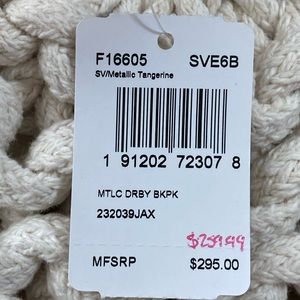 F16605 SVE6B
SV/Metallic Tangerine
1 91202 72307 8
MTLC DRBY BKPK
232039JAX
$259.99
MFSRP $295.00